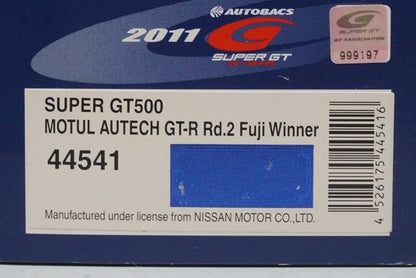 AUTOBACS
2011
SUPER GT
SUPER GT
GT ASSOCIATION
999197
SUPER GT500
MOTUL AUTECH GT-R Rd.2 Fuji Winner
44541
Manufactured under license from NISSAN MOTOR CO.,LTD.
4 526175 445416